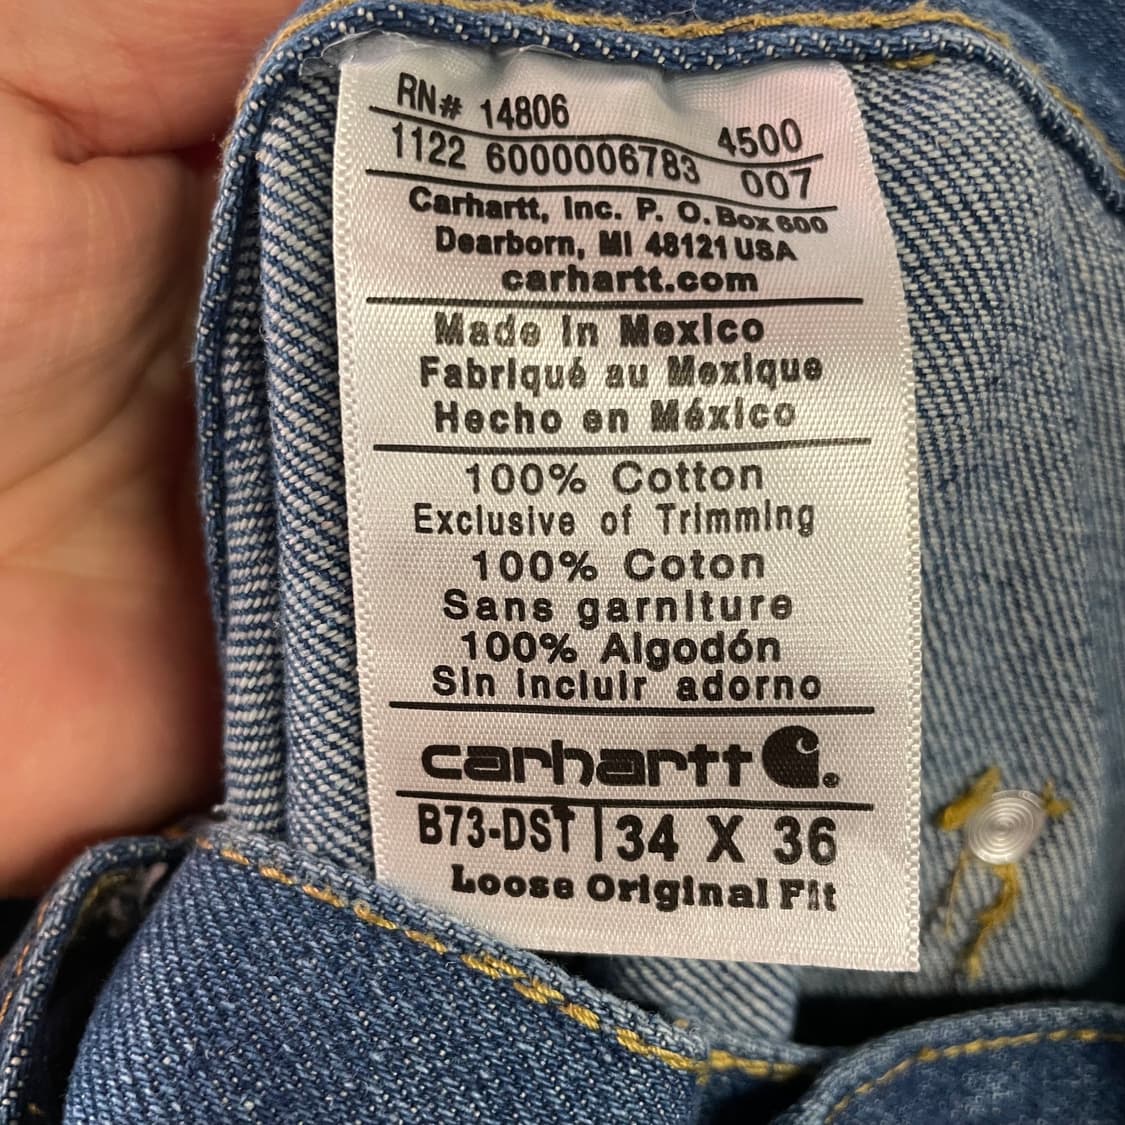 RN# 14806
4500
1122 6000006783
007
Carhartt, Inc. P. O. Box 600
Dearborn, MI 48121 USA
carhartt.com
Made In Mexico
Fabriqué au Mexique
Hecho en México
100% Cotton
Exclusive of Trimming
100% Coton
Sans garniture
100% Algodón
Sin incluir adorno
carhartt
B73-DST | 34 X 36
Loose Original Fit